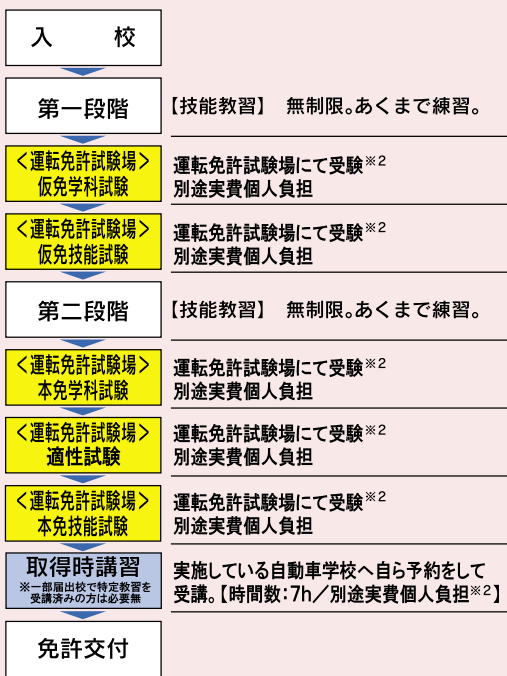 入　　校
第一段階
【技能教習】　無制限。あくまで練習。
＜運転免許試験場＞
仮免学科試験
運転免許試験場にて受験※2
別途実費個人負担
＜運転免許試験場＞
仮免技能試験
運転免許試験場にて受験※2
別途実費個人負担
第二段階
【技能教習】　無制限。あくまで練習。
＜運転免許試験場＞
本免学科試験
運転免許試験場にて受験※2
別途実費個人負担
＜運転免許試験場＞
適性試験
運転免許試験場にて受験※2
別途実費個人負担
＜運転免許試験場＞
本免技能試験
運転免許試験場にて受験※2
別途実費個人負担
取得時講習
※一部届出校で特定教習を
受講済みの方は必要無
実施している自動車学校へ自ら予約をして
受講。【時間数：7h／別途実費個人負担※2】
免許交付